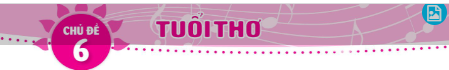 CHỦ ĐỀ
6
TUỔI THƠ